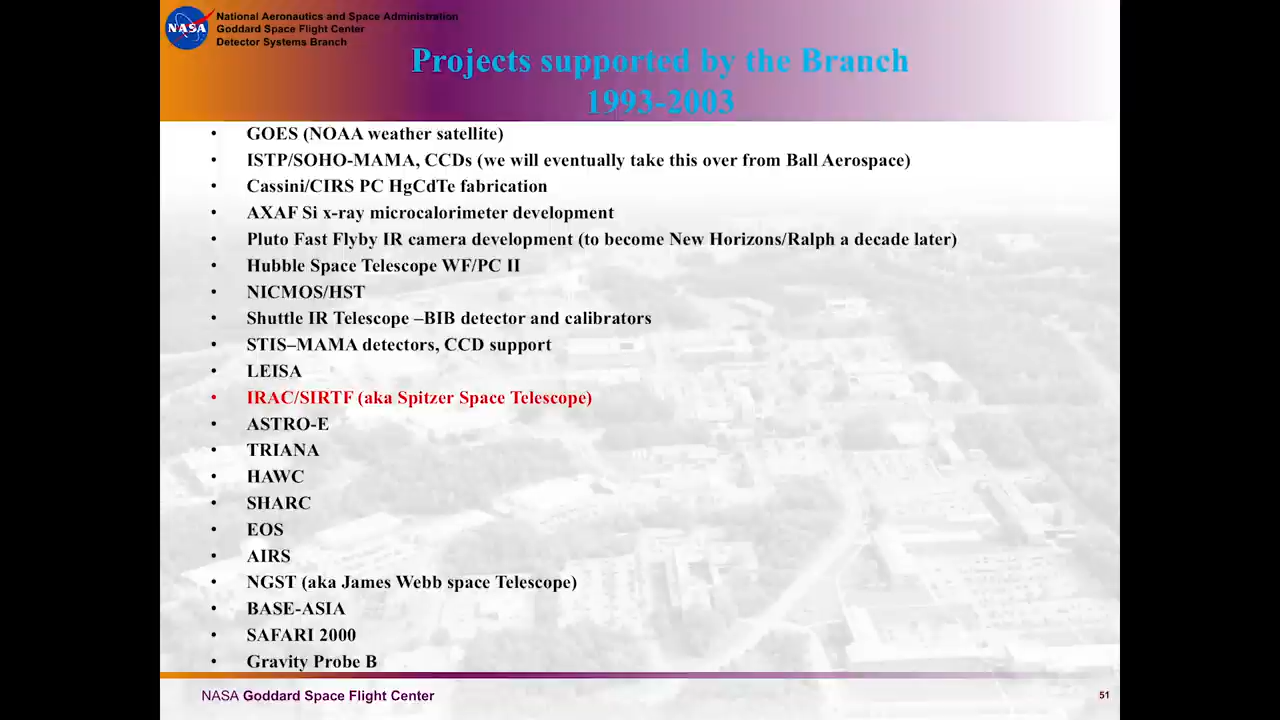 NASA
National Aeronautics and Space Administration
Goddard Space Flight Center
Detector Systems Branch
Projects supported by the Branch
1993-2003
• GOES (NOAA weather satellite)
• ISTP/SOHO-MAMA, CCDs (we will eventually take this over from Ball Aerospace)
• Cassini/CIRS PC HgCdTe fabrication
• AXAF Si x-ray microcalorimeter development
• Pluto Fast Flyby IR camera development (to become New Horizons/Ralph a decade later)
• Hubble Space Telescope WF/PC II
• NICMOS/HST
• Shuttle IR Telescope –BIB detector and calibrators
• STIS–MAMA detectors, CCD support
• LEISA
• IRAC/SIRTF (aka Spitzer Space Telescope)
• ASTRO-E
• TRIANA
• HAWC
• SHARC
• EOS
• AIRS
• NGST (aka James Webb space Telescope)
• BASE-ASIA
• SAFARI 2000
• Gravity Probe B
NASA Goddard Space Flight Center
51